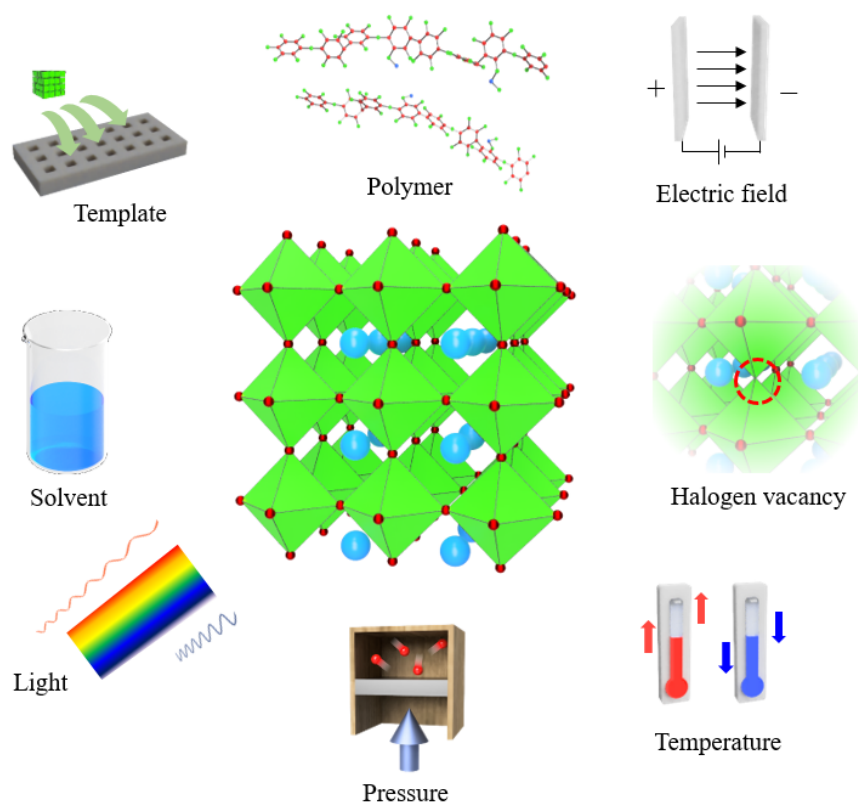 Template
Polymer
+
–
Electric field
Solvent
Halogen vacancy
Light
Pressure
Temperature